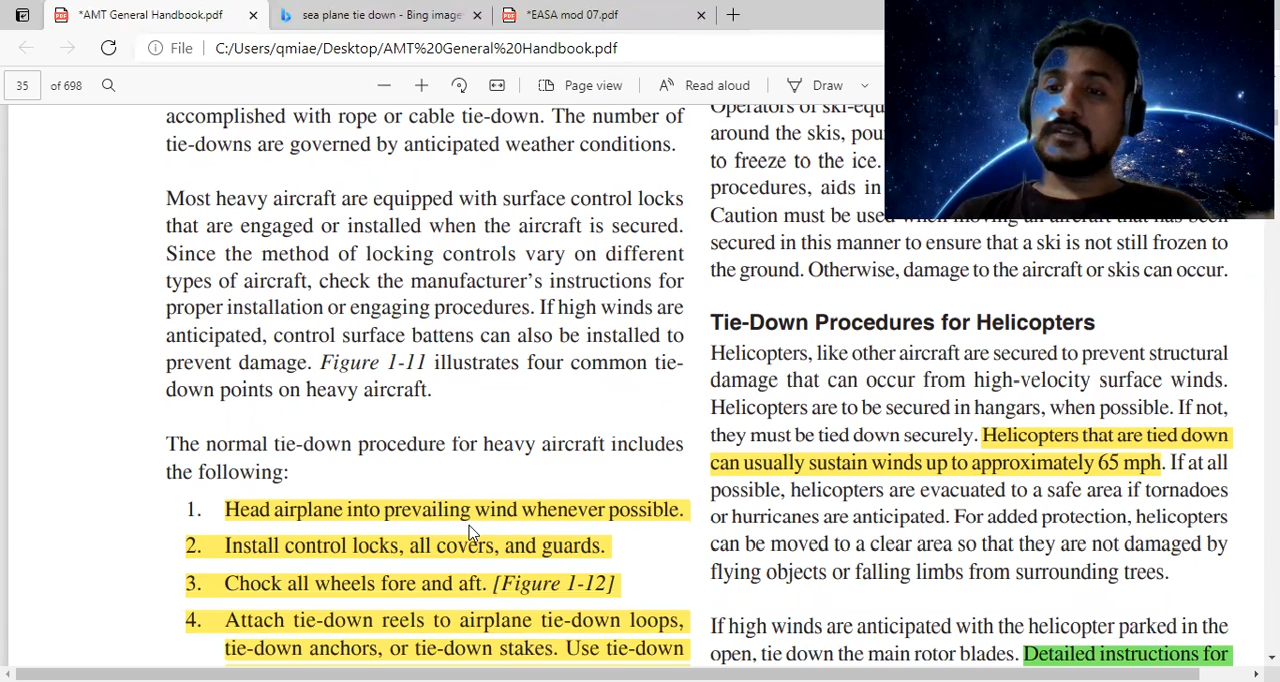 *AMT General Handbook.pdf
sea plane tie down - Bing image
*EASA mod 07.pdf
File
C:/Users/qmiae/Desktop/AMT%20General%20Handbook.pdf
35 of 698
Page view
Read aloud
Draw
accomplished with rope or cable tie-down. The number of
tie-downs are governed by anticipated weather conditions.
Most heavy aircraft are equipped with surface control locks
that are engaged or installed when the aircraft is secured.
Since the method of locking controls vary on different
types of aircraft, check the manufacturer's instructions for
proper installation or engaging procedures. If high winds are
anticipated, control surface battens can also be installed to
prevent damage. Figure 1-11 illustrates four common tie-
down points on heavy aircraft.
The normal tie-down procedure for heavy aircraft includes
the following:
1. Head airplane into prevailing wind whenever possible.
2. Install control locks, all covers, and guards.
3. Chock all wheels fore and aft. [Figure 1-12]
4. Attach tie-down reels to airplane tie-down loops,
tie-down anchors, or tie-down stakes. Use tie-down
Operators of ski-equ
around the skis, pou
to freeze to the ice.
procedures, aids in
Caution must be used when moving an aircraft that has been
secured in this manner to ensure that a ski is not still frozen to
the ground. Otherwise, damage to the aircraft or skis can occur.
Tie-Down Procedures for Helicopters
Helicopters, like other aircraft are secured to prevent structural
damage that can occur from high-velocity surface winds.
Helicopters are to be secured in hangars, when possible. If not,
they must be tied down securely. Helicopters that are tied down
can usually sustain winds up to approximately 65 mph. If at all
possible, helicopters are evacuated to a safe area if tornadoes
or hurricanes are anticipated. For added protection, helicopters
can be moved to a clear area so that they are not damaged by
flying objects or falling limbs from surrounding trees.
If high winds are anticipated with the helicopter parked in the
open, tie down the main rotor blades. Detailed instructions for